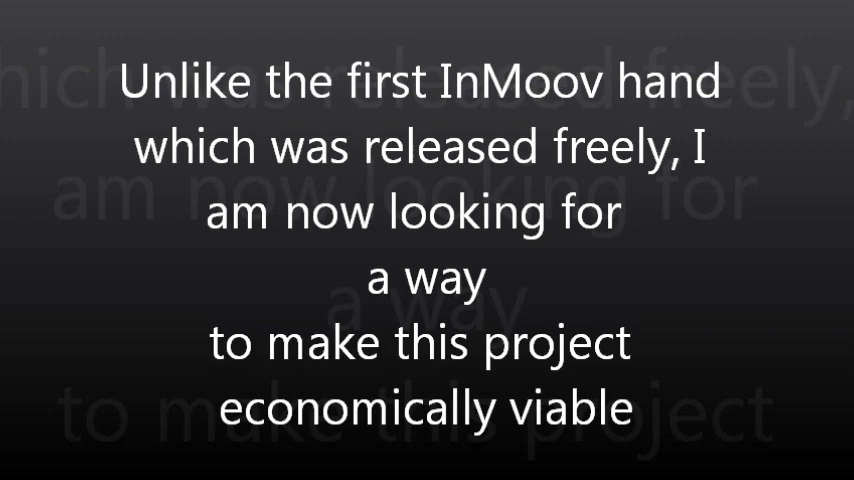 Unlike the first InMoov hand
which was released freely, I
am now looking for
a way
to make this project
economically viable